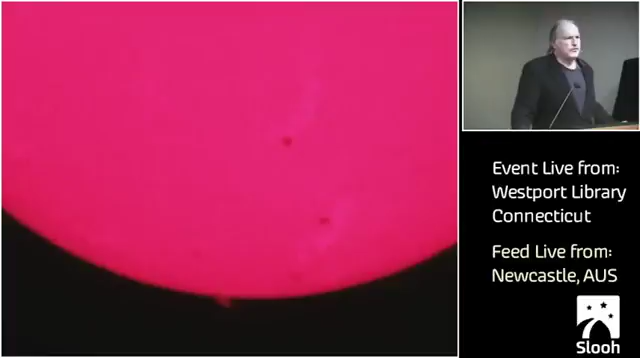 Event Live from:
Westport Library
Connecticut
Feed Live from:
Newcastle, AUS
Slooh